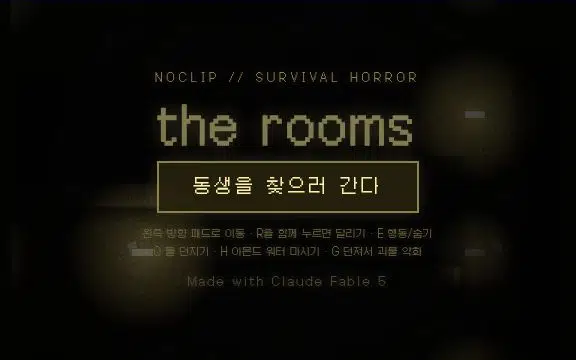 NOCLIP // SURVIVAL HORROR
the rooms
동생을 찾으러 간다
왼쪽 방향 패드로 이동 · R을 함께 누르면 달리기 · E 행동/숨기
Q 돌 던지기 · H 아몬드 워터 마시기 · G 던져서 괴물 약화
Made with Claude Fable 5